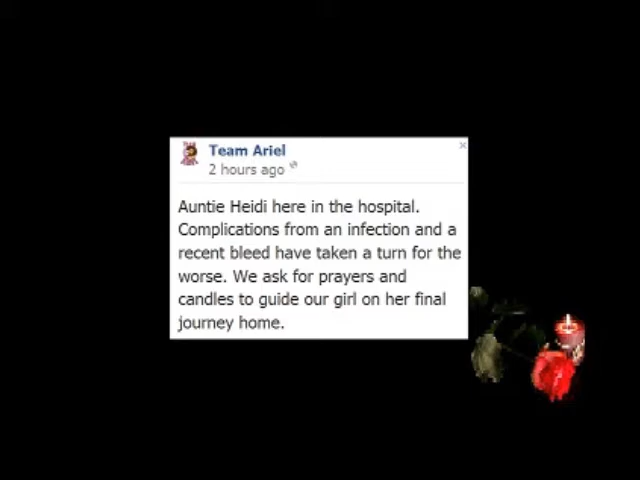 Team Ariel
2 hours ago
Auntie Heidi here in the hospital.
Complications from an infection and a
recent bleed have taken a turn for the
worse. We ask for prayers and
candles to guide our girl on her final
journey home.